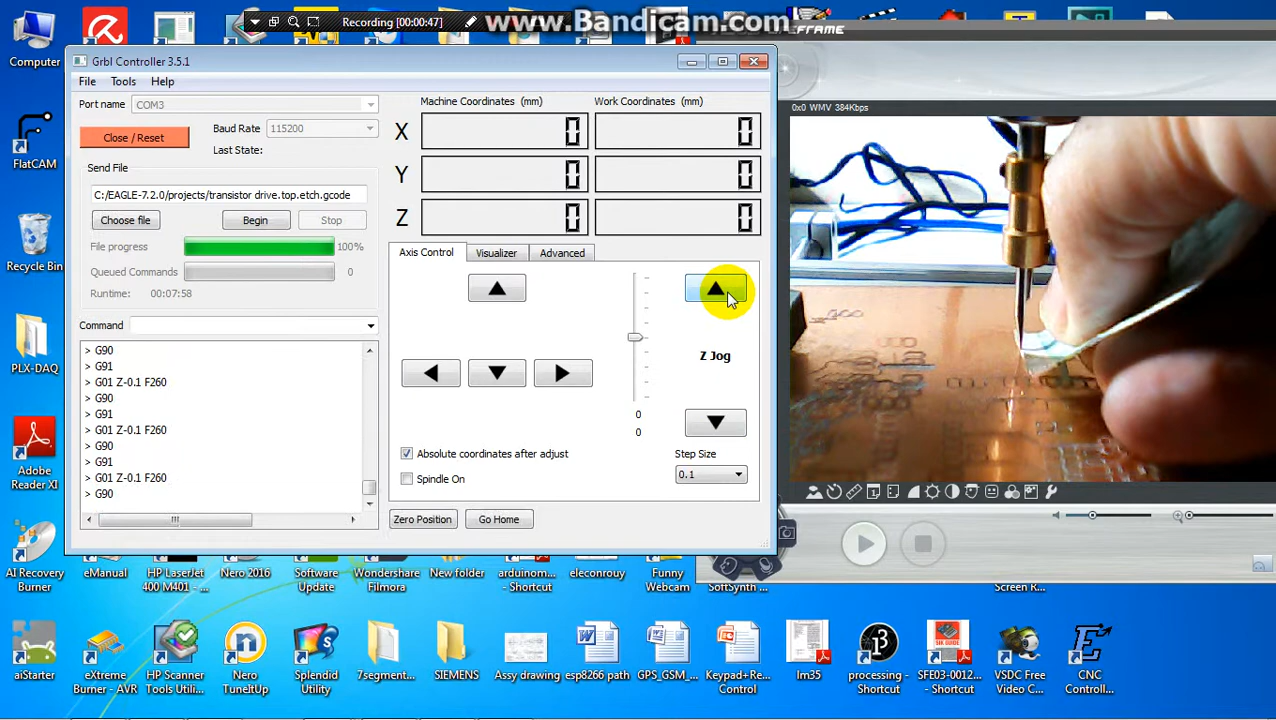 Recording [00:00:47]
www.Bandicam.com
Computer
FlatCAM
Recycle Bin
PLX-DAQ
Adobe
Reader XI
AI Recovery
Burner
aiStarter
Grbl Controller 3.5.1
File Tools Help
Port name COM3
Close / Reset
Baud Rate 115200
Last State:
Send File
C:/EAGLE-7.2.0/projects/transistor drive.top.etch.gcode
Choose file Begin Stop
File progress 100%
Queued Commands 0
Runtime: 00:07:58
Command
> G90
> G91
> G01 Z-0.1 F260
> G90
> G91
> G01 Z-0.1 F260
> G90
> G91
> G01 Z-0.1 F260
> G90
Machine Coordinates (mm) Work Coordinates (mm)
X 0 0
Y 0 0
Z 0 0
Axis Control Visualizer Advanced
Z Jog
0
0
Absolute coordinates after adjust
Spindle On
Step Size
0.1
Zero Position Go Home
0x0 WMV 384Kbps
eManual
HP LaserJet
400 M401 - ...
Nero 2016
Software
Update
Wondershare
Filmora
New folder
arduinom...
- Shortcut
eleconrouy
Funny
Webcam
SoftSynth ...
- Shortcut
Screen R...
eXtreme
Burner - AVR
HP Scanner
Tools Utili...
Nero
TuneItUp
Splendid
Utility
7segment...
SIEMENS
Assy drawing
esp8266 path
GPS_GSM_...
Keypad+Re...
Control
lm35
processing -
Shortcut
SFE03-0012...
- Shortcut
VSDC Free
Video C...
CNC
Controll...